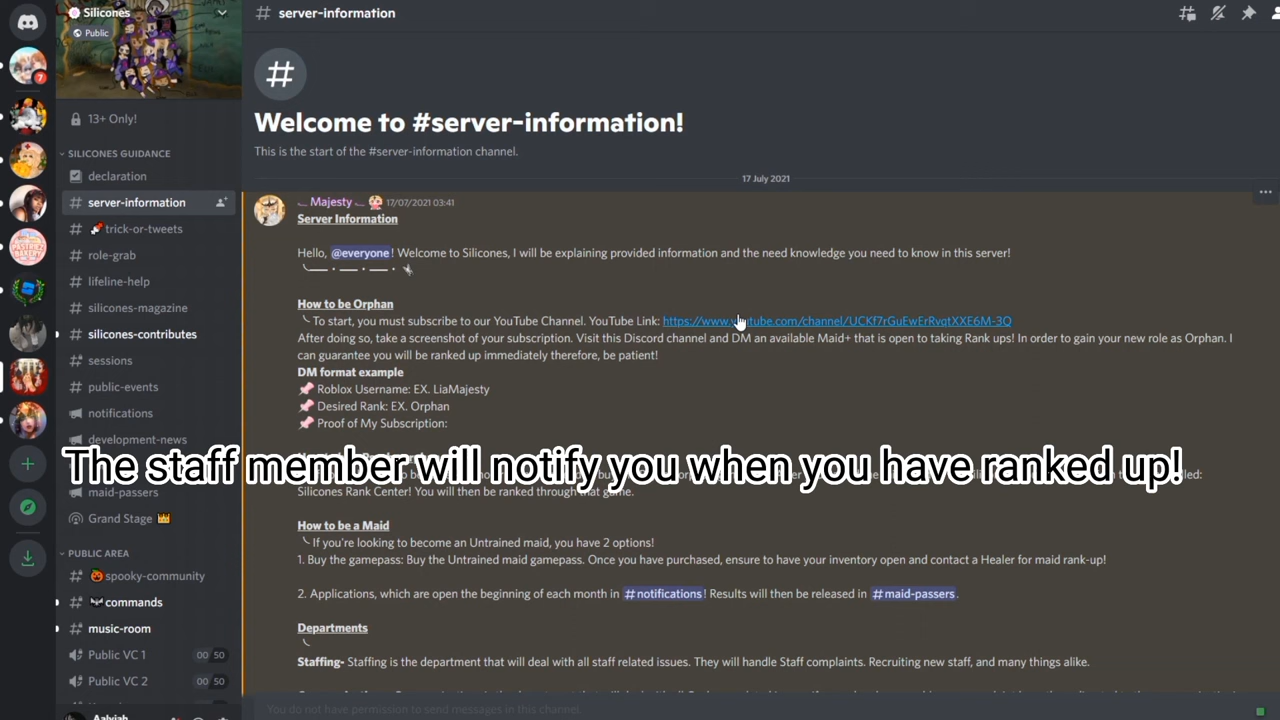 Silicones
Public
7
13+ Only!
SILICONES GUIDANCE
declaration
server-information
trick-or-tweets
role-grab
lifeline-help
silicones-magazine
silicones-contributes
sessions
public-events
notifications
development-news
maid-passers
Grand Stage
PUBLIC AREA
spooky-community
commands
music-room
Public VC 1 00 50
Public VC 2 00 50
Aalyiah
# server-information
Welcome to #server-information!
This is the start of the #server-information channel.
17 July 2021
Majesty 17/07/2021 03:41
Server Information
Hello, @everyone! Welcome to Silicones, I will be explaining provided information and the need knowledge you need to know in this server!
How to be Orphan
To start, you must subscribe to our YouTube Channel. YouTube Link: https://www.youtube.com/channel/UCKf7rGuEwErRvqtXXE6M-3Q
After doing so, take a screenshot of your subscription. Visit this Discord channel and DM an available Maid+ that is open to taking Rank ups! In order to gain your new role as Orphan. I
can guarantee you will be ranked up immediately therefore, be patient!
DM format example
Roblox Username: EX. LiaMajesty
Desired Rank: EX. Orphan
Proof of My Subscription:
The staff member will notify you when you have ranked up!
Silicones Rank Center! You will then be ranked through that game.
How to be a Maid
If you're looking to become an Untrained maid, you have 2 options!
1. Buy the gamepass: Buy the Untrained maid gamepass. Once you have purchased, ensure to have your inventory open and contact a Healer for maid rank-up!
2. Applications, which are open the beginning of each month in #notifications! Results will then be released in #maid-passers.
Departments
Staffing- Staffing is the department that will deal with all staff related issues. They will handle Staff complaints. Recruiting new staff, and many things alike.
You do not have permission to send messages in this channel.